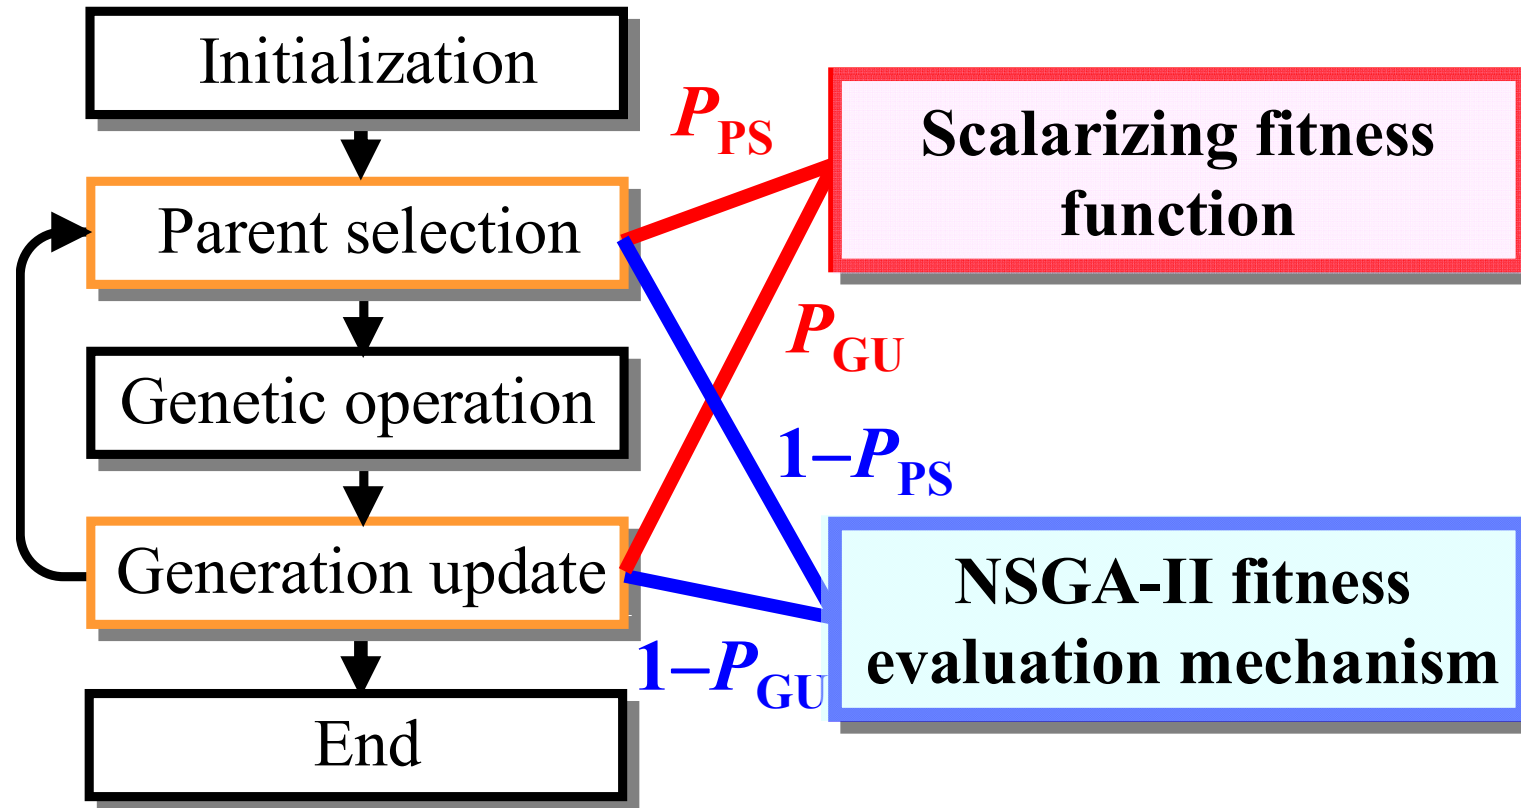 Initialization
Parent selection
Genetic operation
Generation update
End
P_PS
P_GU
1−P_PS
1−P_GU
Scalarizing fitness
function
NSGA-II fitness
evaluation mechanism